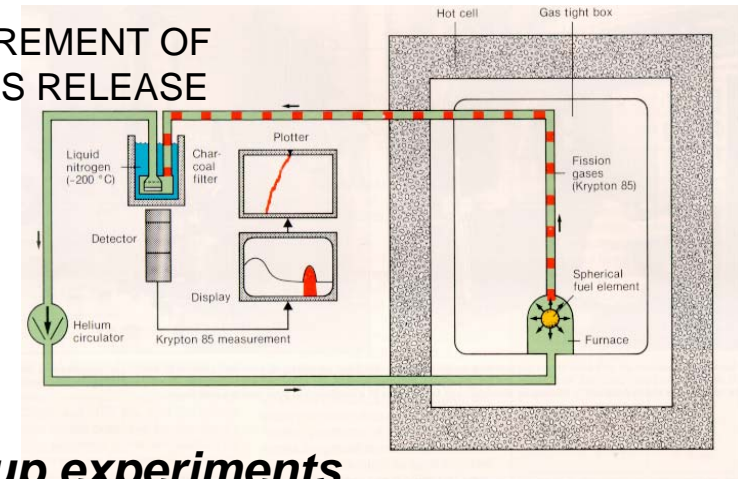 REMENT OF
S RELEASE
Hot cell
Gas tight box
Plotter
Liquid
nitrogen
(-200 °C)
Char-
coal
filter
Fission
gases
(Krypton 85)
Detector
Display
Spherical
fuel element
Helium
circulator
Krypton 85 measurement
Furnace
up experiments